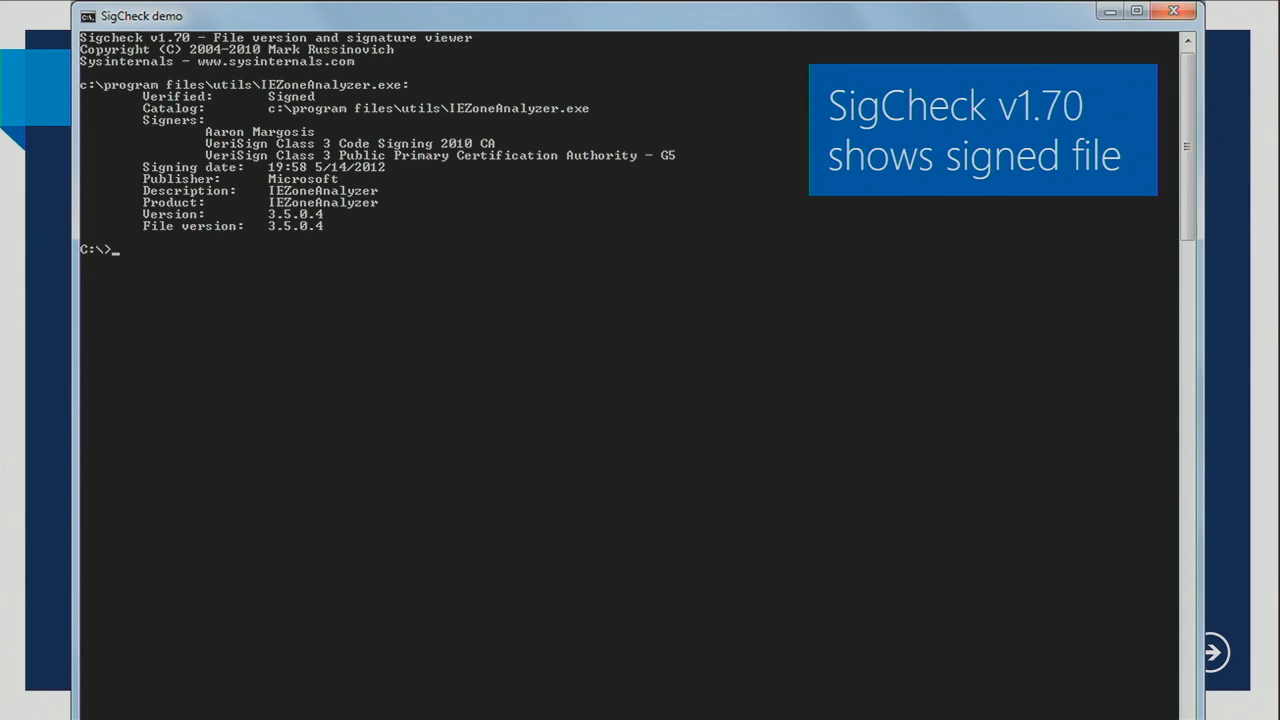 SigCheck demo
Sigcheck v1.70 - File version and signature viewer
Copyright (C) 2004-2010 Mark Russinovich
Sysinternals - www.sysinternals.com
c:\program files\utils\IEZoneAnalyzer.exe:
Verified: Signed
Catalog: c:\program files\utils\IEZoneAnalyzer.exe
Signers:
Aaron Margosis
VeriSign Class 3 Code Signing 2010 CA
VeriSign Class 3 Public Primary Certification Authority - G5
Signing date: 19:58 5/14/2012
Publisher: Microsoft
Description: IEZoneAnalyzer
Product: IEZoneAnalyzer
Version: 3.5.0.4
File version: 3.5.0.4
C:\>_
SigCheck v1.70
shows signed file